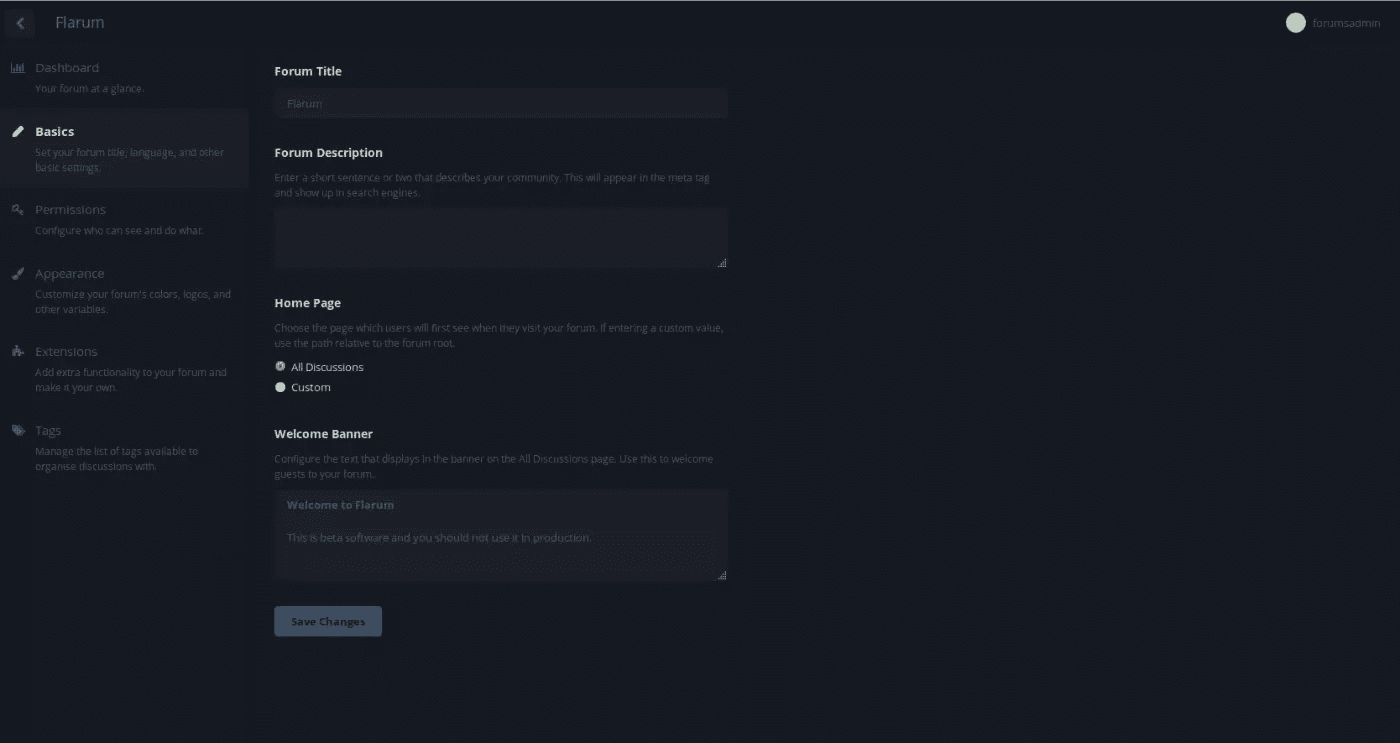 Flarum
forumsadmin
Dashboard
Your forum at a glance.
Basics
Set your forum title, language, and other
basic settings.
Permissions
Configure who can see and do what.
Appearance
Customize your forum's colors, logos, and
other variables.
Extensions
Add extra functionality to your forum and
make it your own.
Tags
Manage the list of tags available to
organise discussions with.
Forum Title
Flarum
Forum Description
Enter a short sentence or two that describes your community. This will appear in the meta tag
and show up in search engines.
Home Page
Choose the page which users will first see when they visit your forum. If entering a custom value,
use the path relative to the forum root.
All Discussions
Custom
Welcome Banner
Configure the text that displays in the banner on the All Discussions page. Use this to welcome
guests to your forum.
Welcome to Flarum
This is beta software and you should not use it in production.
Save Changes